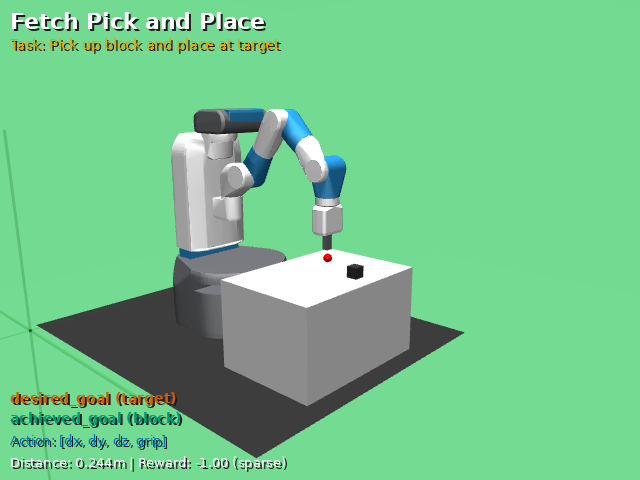 Fetch Pick and Place
Task: Pick up block and place at target
desired_goal (target)
achieved_goal (block)
Action: [dx, dy, dz, grip]
Distance: 0.244m | Reward: -1.00 (sparse)